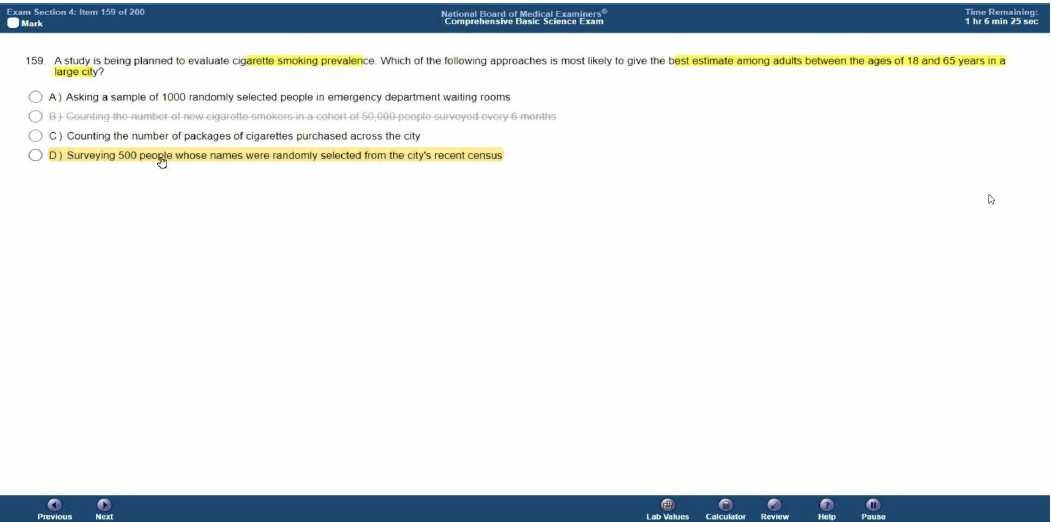 Exam Section 4: Item 159 of 200
Mark
National Board of Medical Examiners®
Comprehensive Basic Science Exam
Time Remaining:
1 hr 6 min 25 sec
159. A study is being planned to evaluate cigarette smoking prevalence. Which of the following approaches is most likely to give the best estimate among adults between the ages of 18 and 65 years in a
large city?
A) Asking a sample of 1000 randomly selected people in emergency department waiting rooms
B) Counting the number of new cigarette smokers in a cohort of 50,000 people surveyed every 6 months
C) Counting the number of packages of cigarettes purchased across the city
D) Surveying 500 people whose names were randomly selected from the city's recent census
Previous Next Lab Values Calculator Review Help Pause